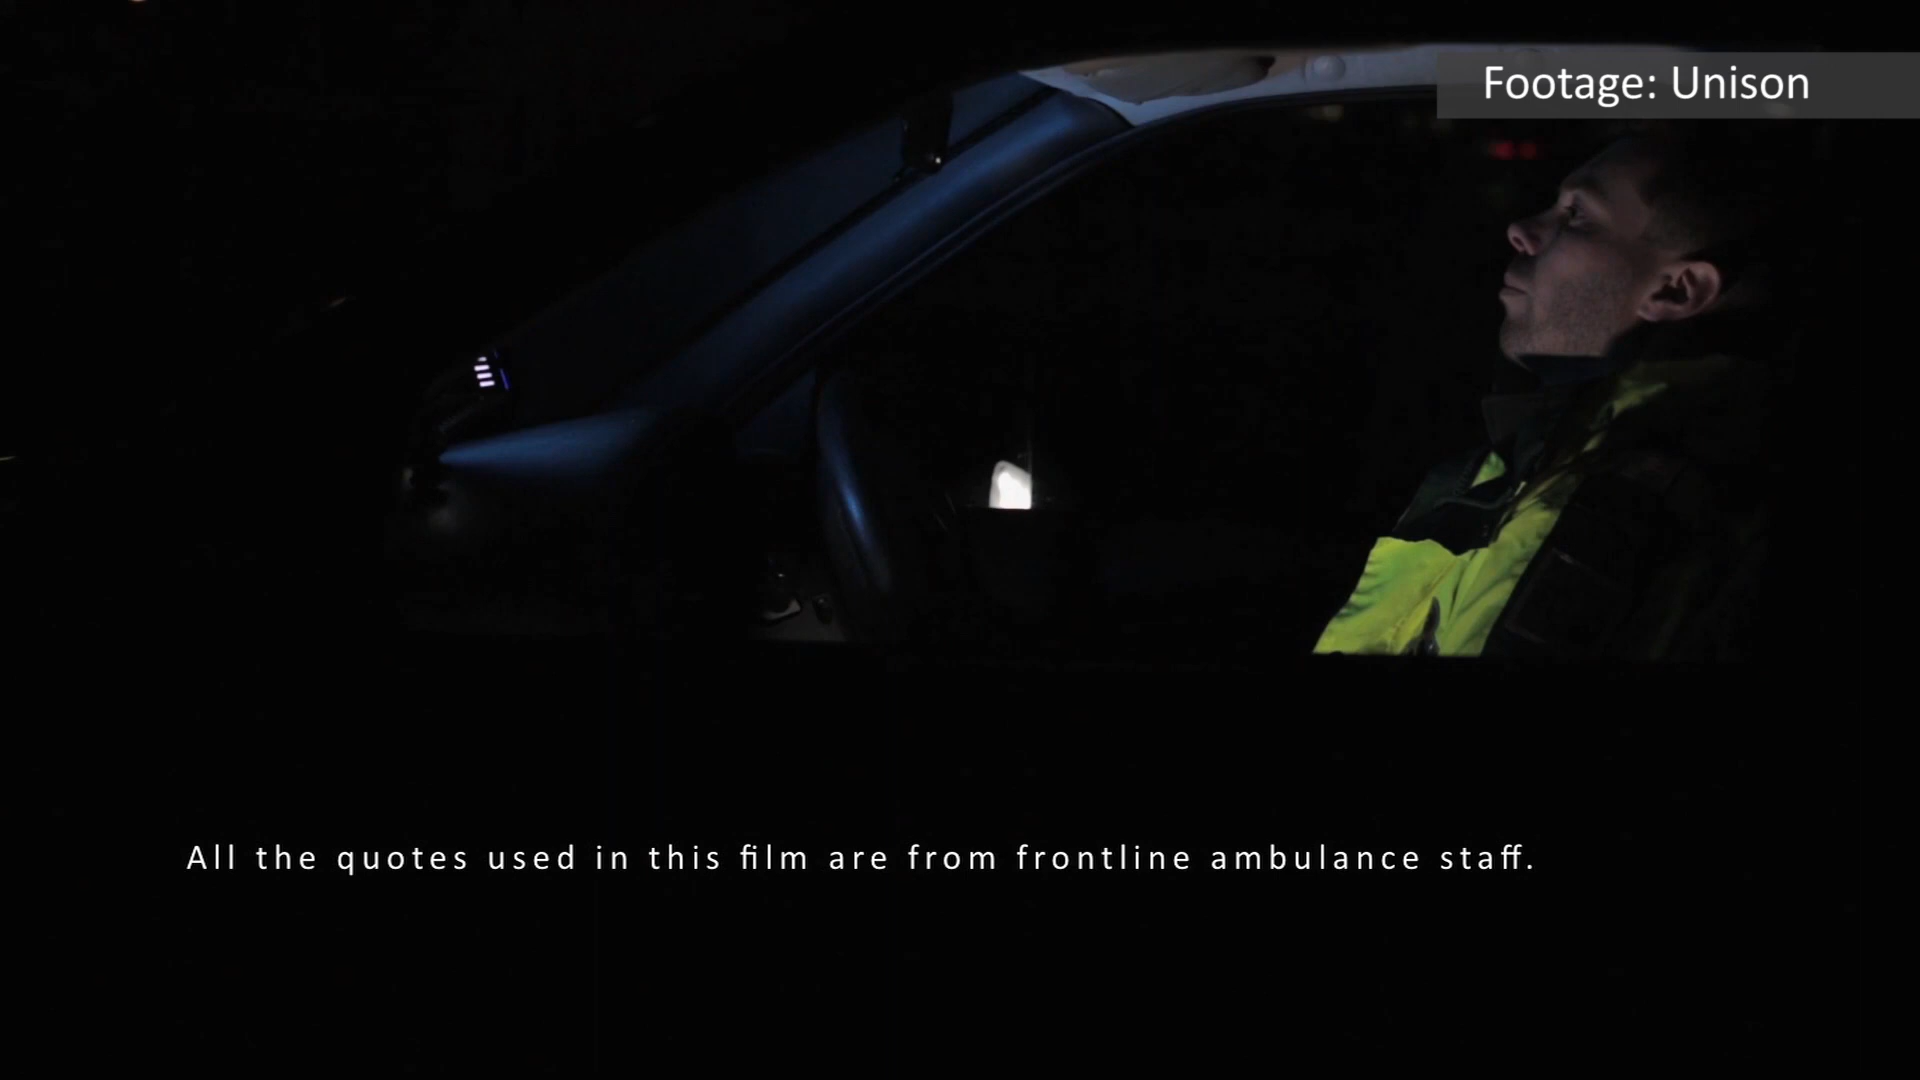 Footage: Unison
All the quotes used in this film are from frontline ambulance staff.